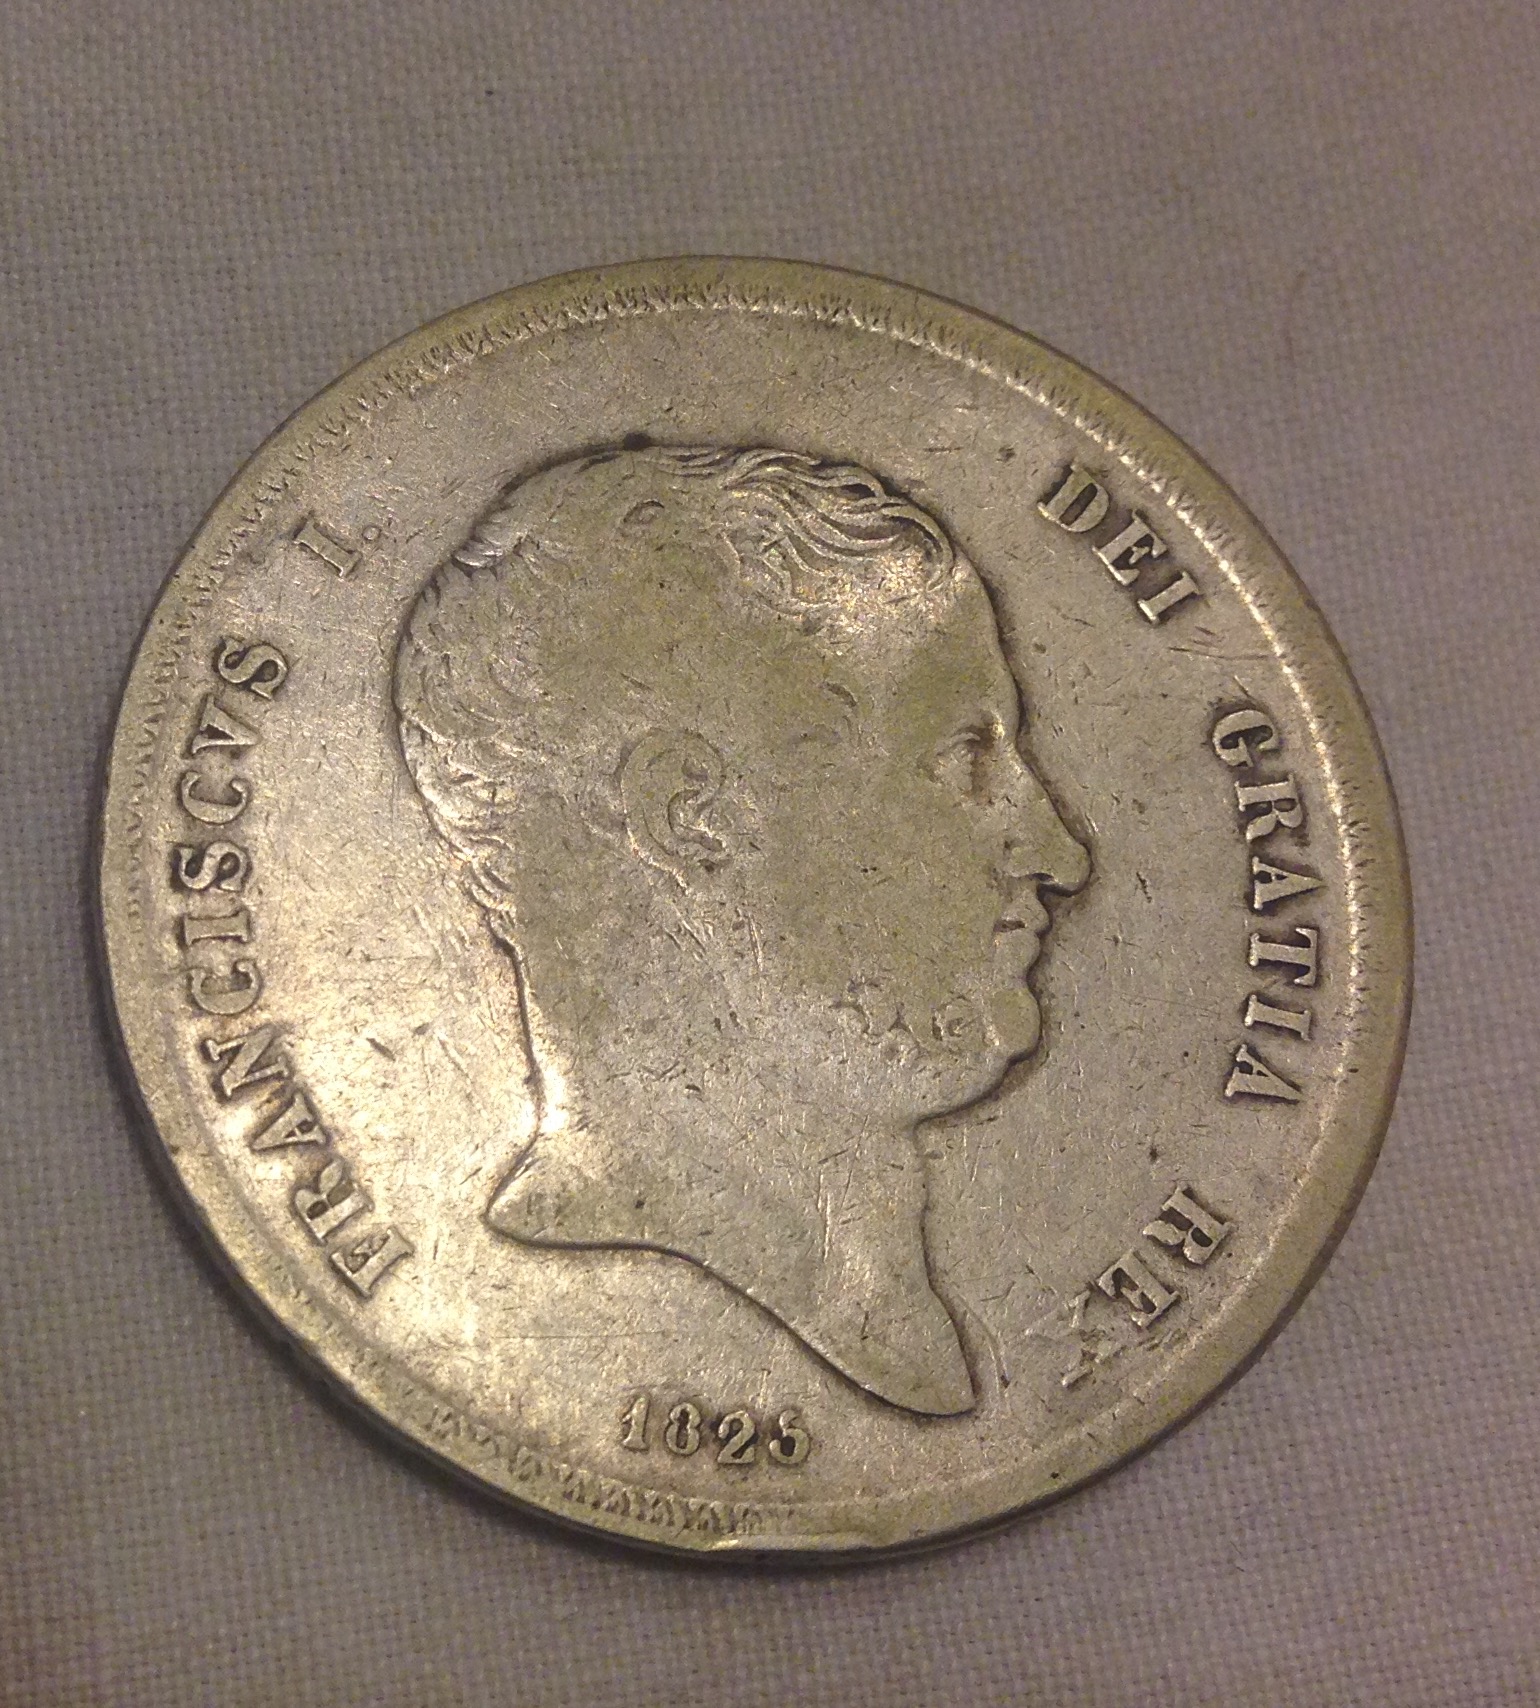 FRANCISCVS I. DEI GRATIA REX
1825